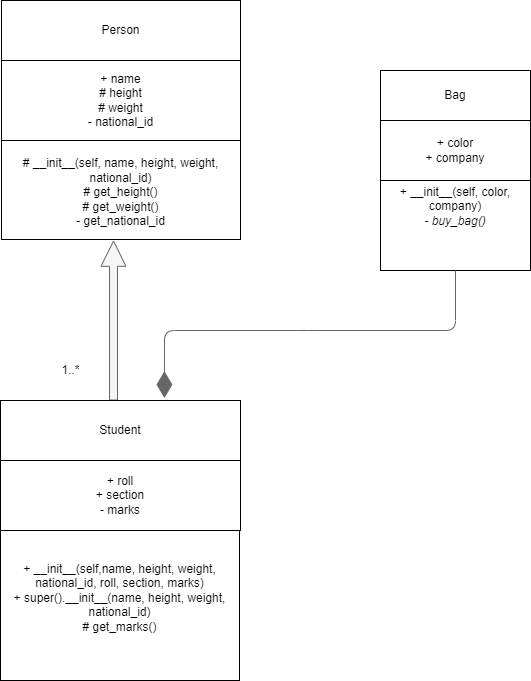 Person
+ name
# height
# weight
- national_id
# __init__(self, name, height, weight,
national_id)
# get_height()
# get_weight()
- get_national_id
Bag
+ color
+ company
+ __init__(self, color,
company)
- buy_bag()
1..*
Student
+ roll
+ section
- marks
+ __init__(self,name, height, weight,
national_id, roll, section, marks)
+ super().__init__(name, height, weight,
national_id)
# get_marks()